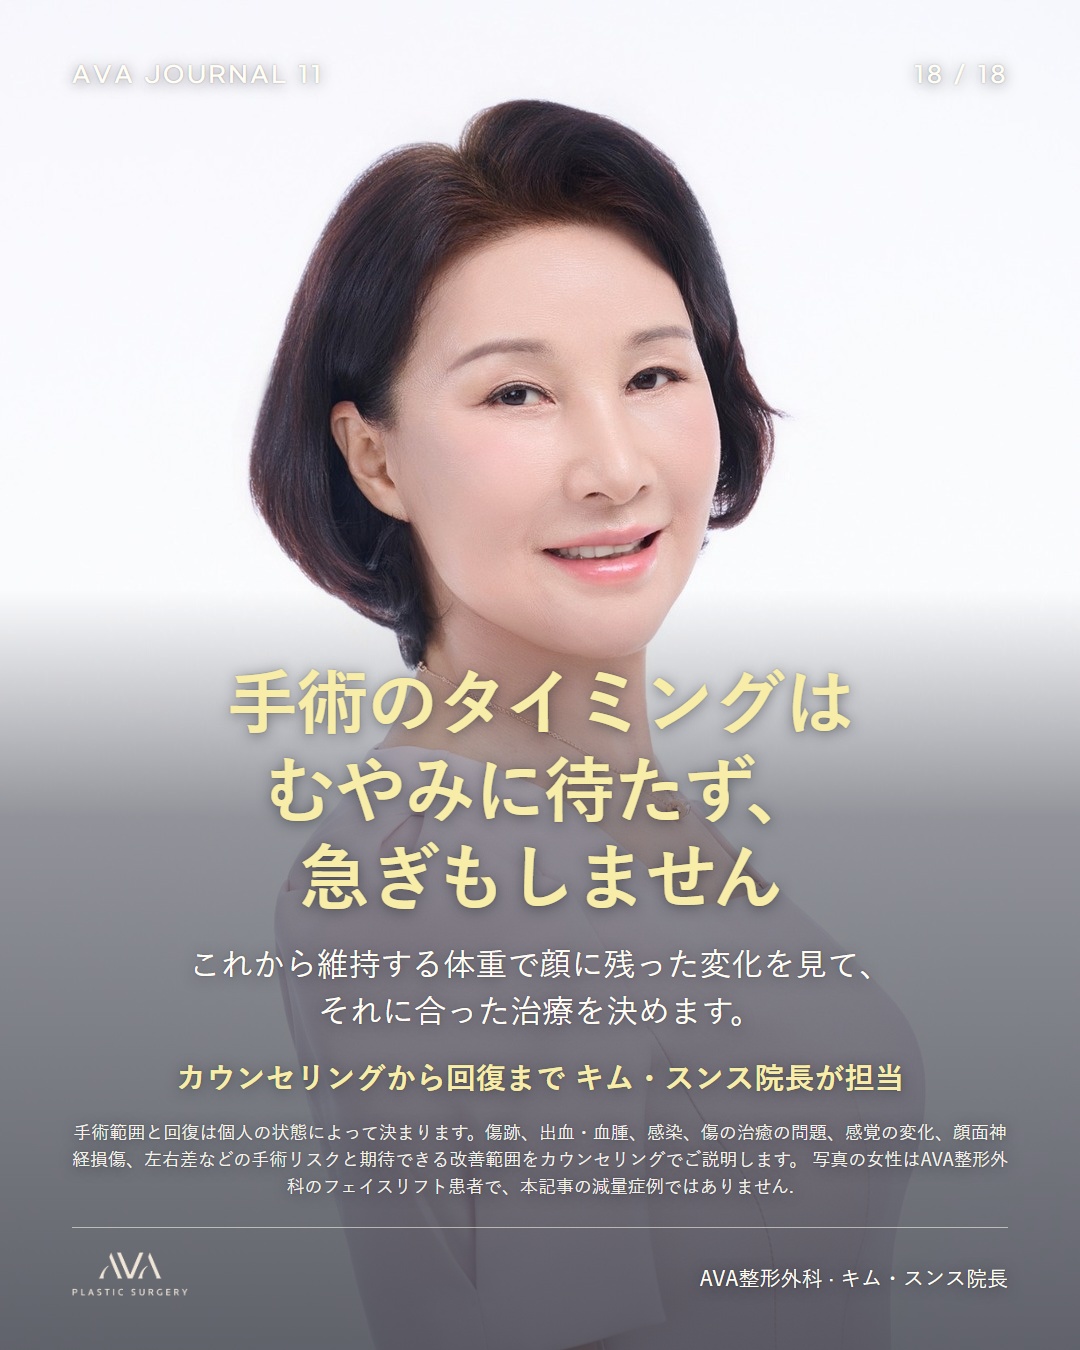 AVA JOURNAL 11
18 / 18
手術のタイミングは
むやみに待たず、
急ぎもしません
これから維持する体重で顔に残った変化を見て、
それに合った治療を決めます。
カウンセリングから回復まで キム・スンス院長が担当
手術範囲と回復は個人の状態によって決まります。傷跡、出血・血腫、感染、傷の治癒の問題、感覚の変化、顔面神
経損傷、左右差などの手術リスクと期待できる改善範囲をカウンセリングでご説明します。 写真の女性はAVA整形外
科のフェイスリフト患者で、本記事の減量症例ではありません.
AVA
PLASTIC SURGERY
AVA整形外科 · キム・スンス院長